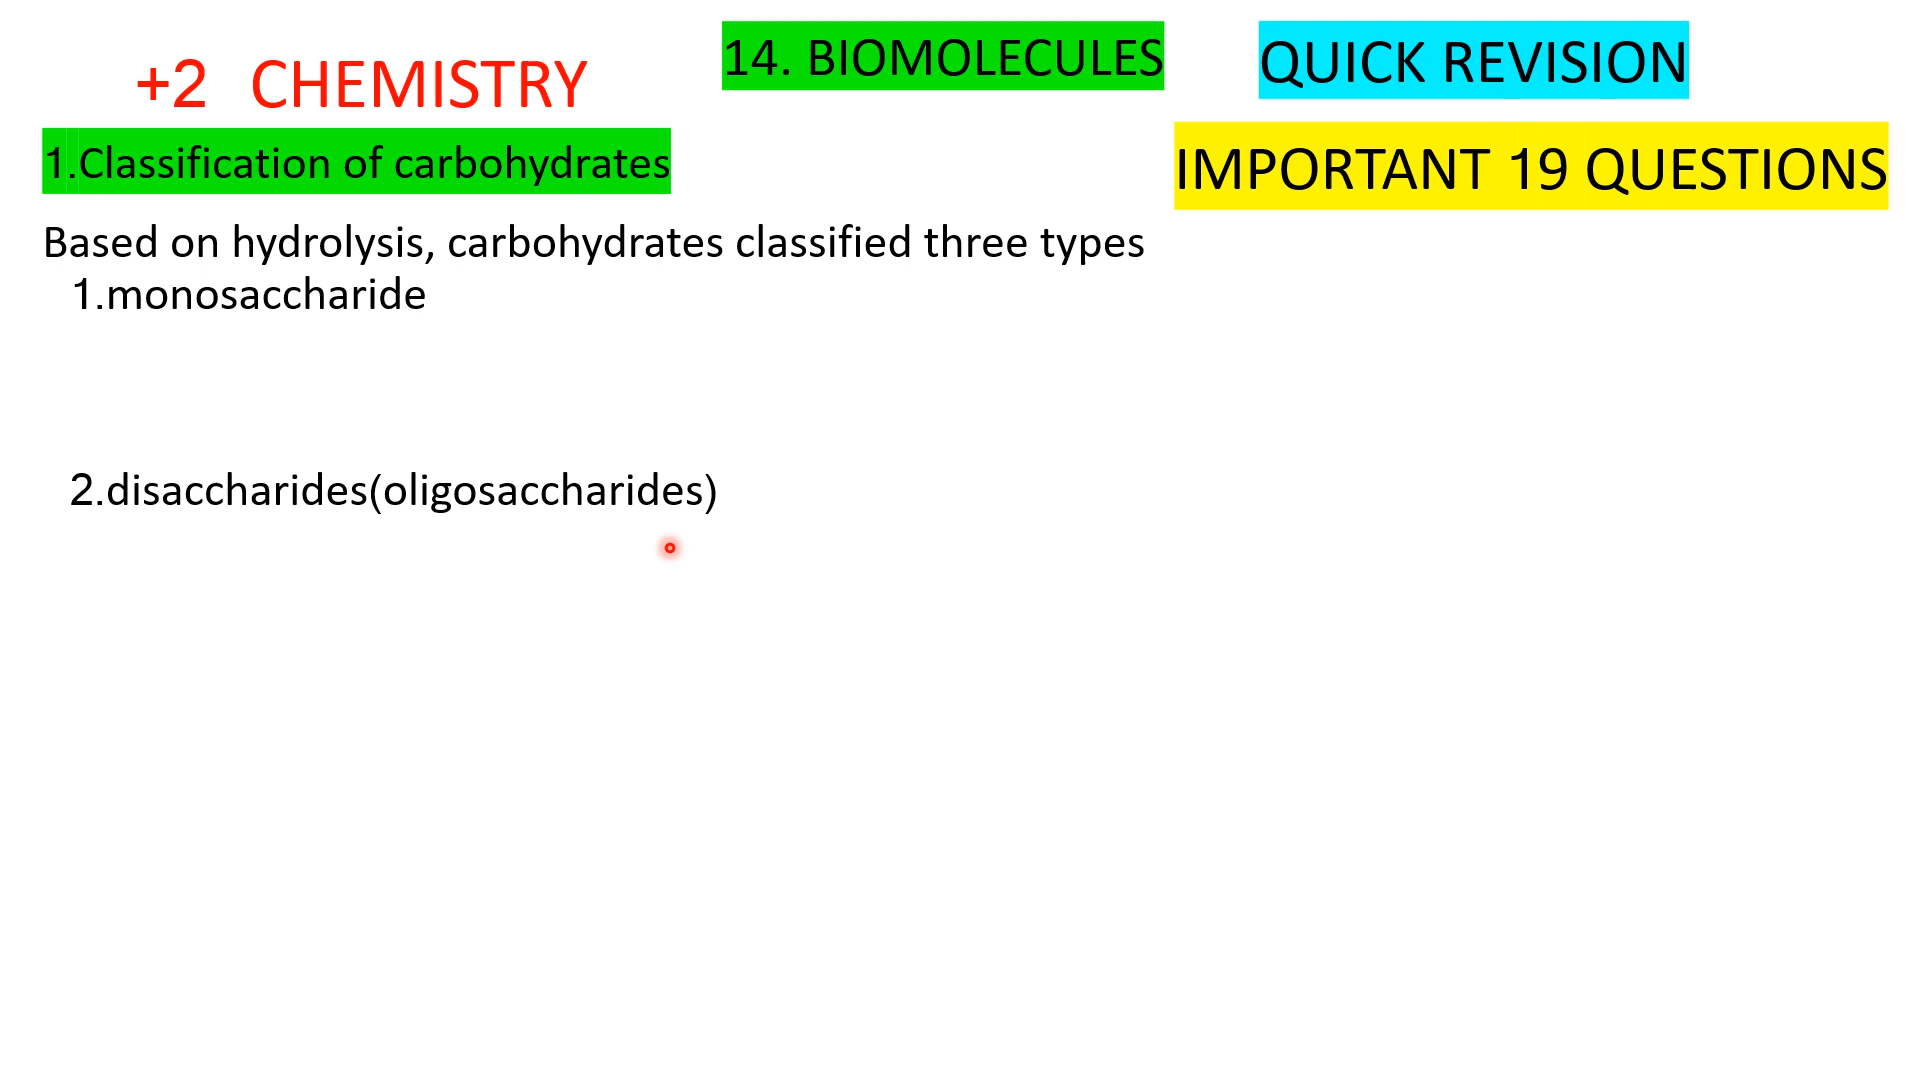 +2 CHEMISTRY
14. BIOMOLECULES
QUICK REVISION
IMPORTANT 19 QUESTIONS
1.Classification of carbohydrates
Based on hydrolysis, carbohydrates classified three types
1.monosaccharide
2.disaccharides(oligosaccharides)